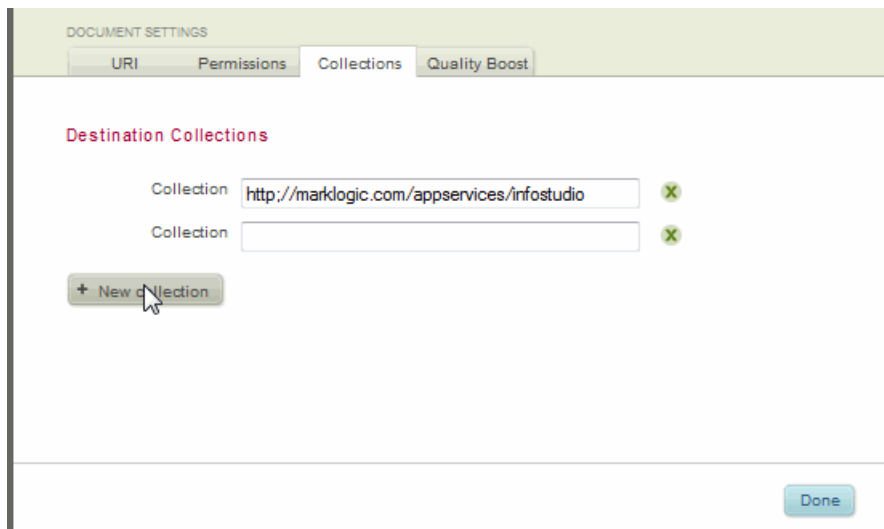 DOCUMENT SETTINGS
URI Permissions Collections Quality Boost
Destination Collections
Collection http;//marklogic.com/appservices/infostudio X
Collection X
+ New collection
Done